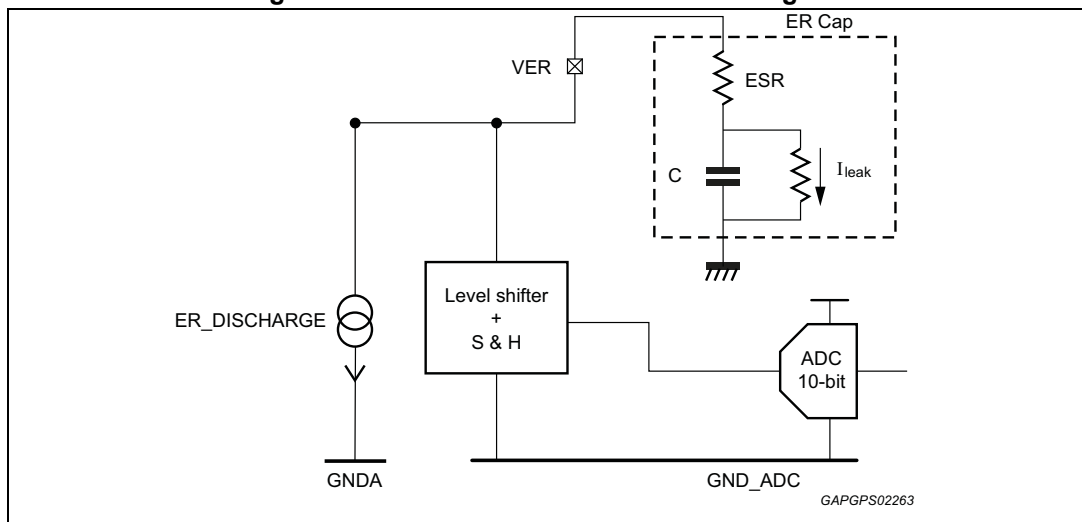 ER Cap
VER
ESR
C
Ileak
ER_DISCHARGE
Level shifter
+
S & H
ADC
10-bit
GNDA
GND_ADC
GAPGPS02263